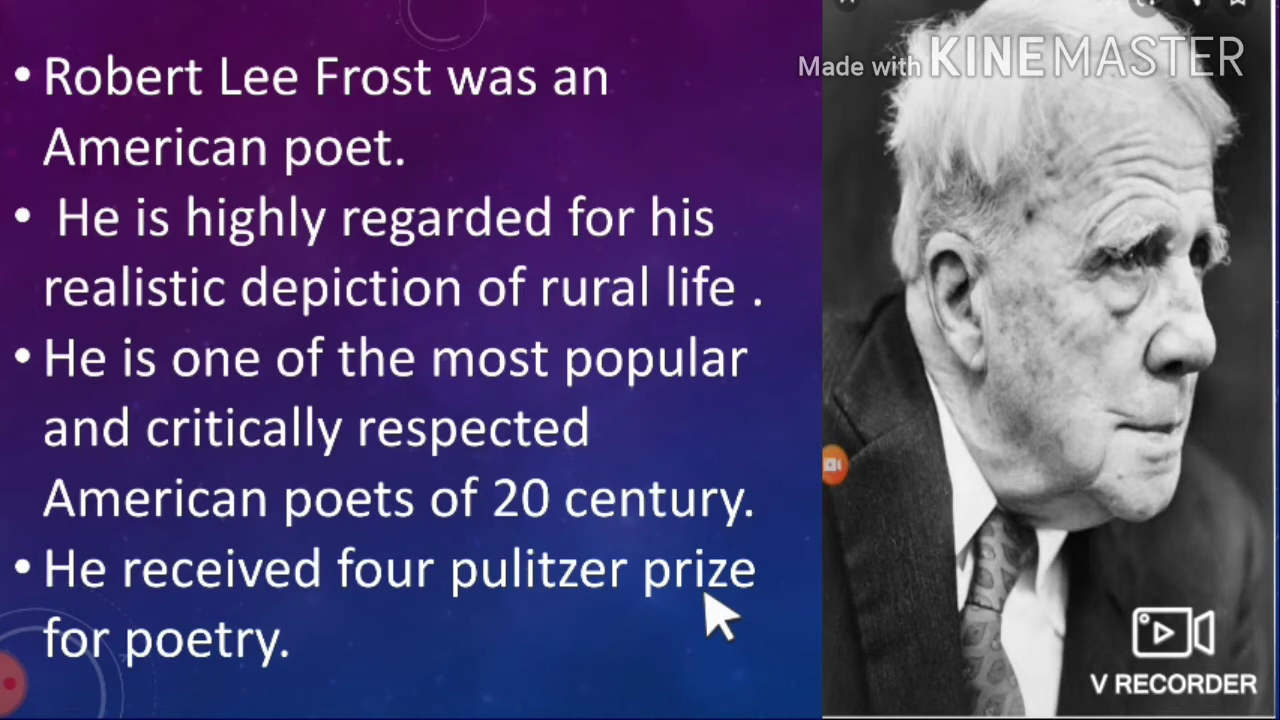 • Robert Lee Frost was an
American poet.
• He is highly regarded for his
realistic depiction of rural life .
• He is one of the most popular
and critically respected
American poets of 20 century.
• He received four pulitzer prize
for poetry.
Made with KINEMASTER
V RECORDER